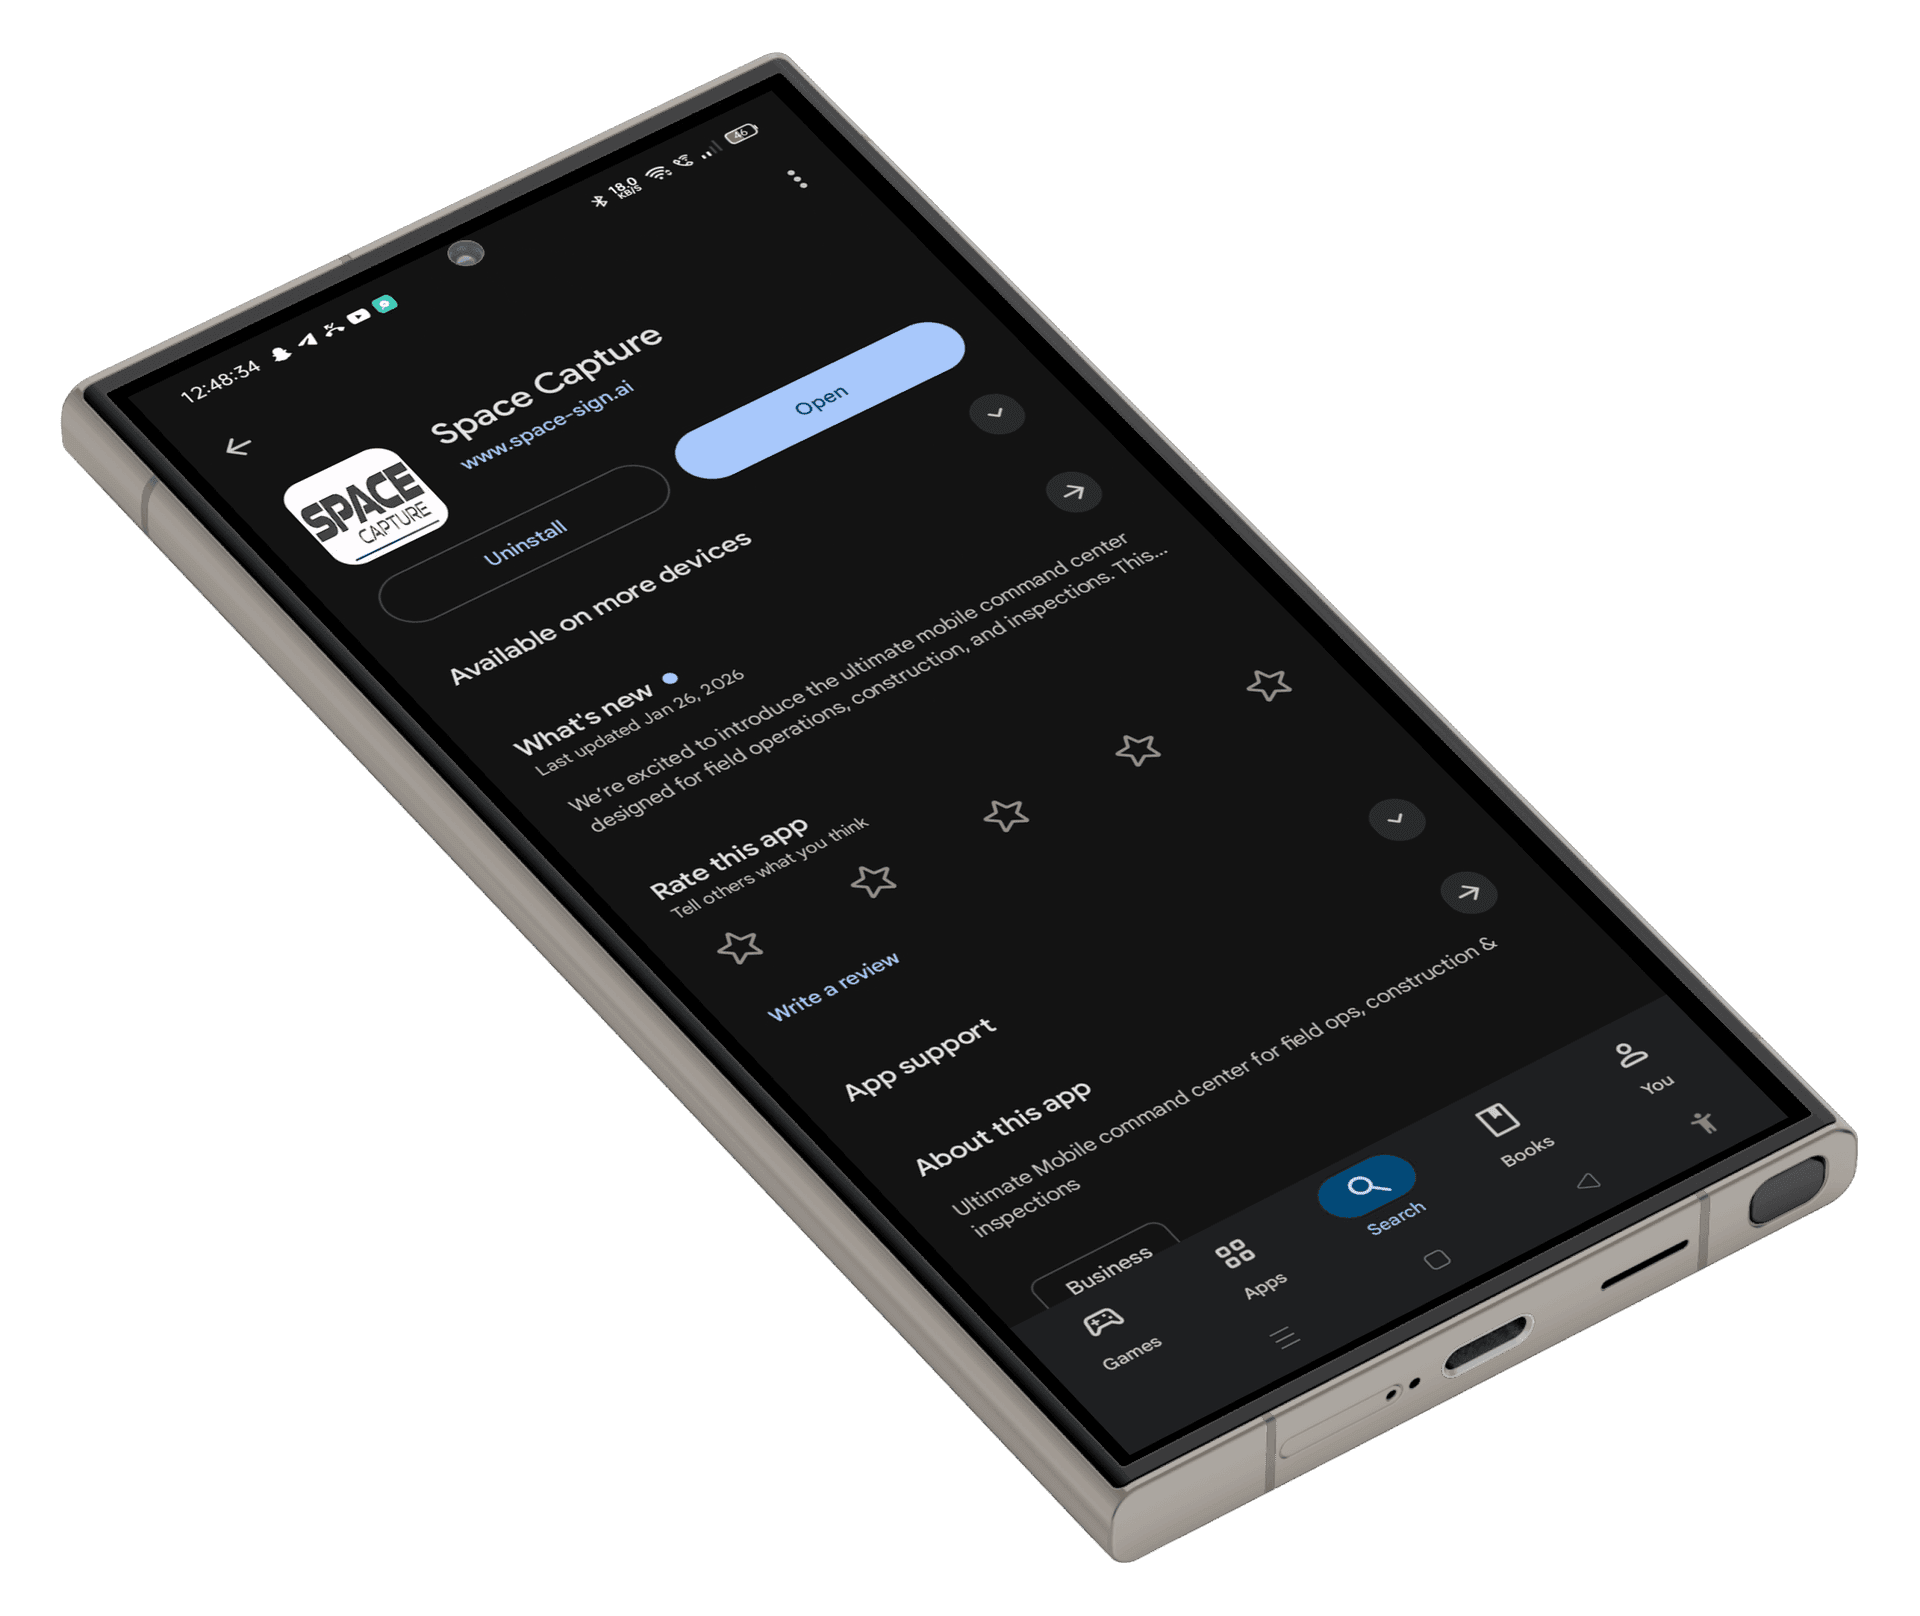 12:48:34
18.0
KB/S
46
SPACE
CAPTURE
Space Capture
www.space-sign.ai
Uninstall
Open
Available on more devices
What's new
Last updated Jan 26, 2026
We're excited to introduce the ultimate mobile command center
designed for field operations, construction, and inspections. This...
Rate this app
Tell others what you think
Write a review
App support
About this app
Ultimate Mobile command center for field ops, construction &
inspections
Business
Games
Apps
Search
Books
You